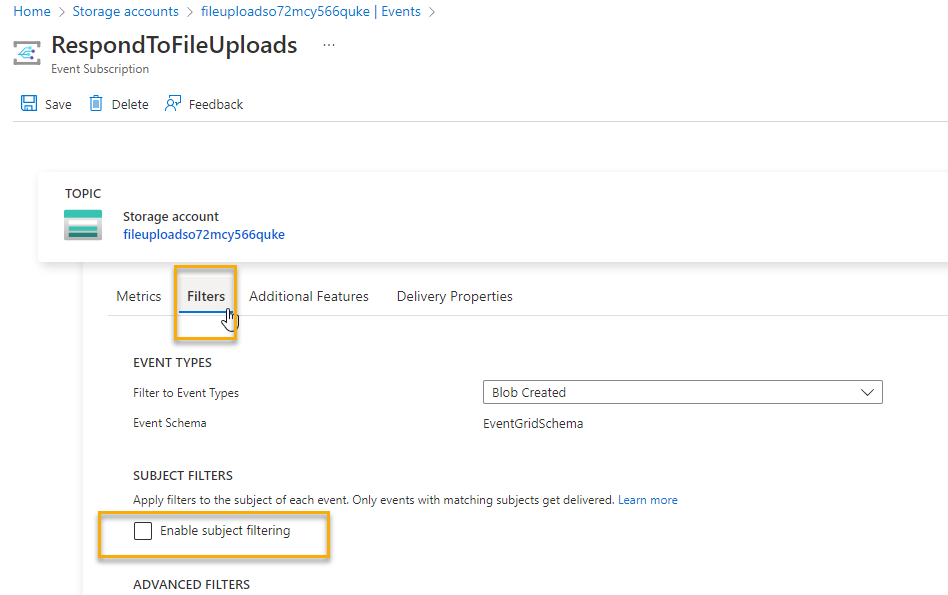 Home > Storage accounts > fileuploadso72mcy566quke | Events >
RespondToFileUploads ...
Event Subscription
Save Delete Feedback
TOPIC
Storage account
fileuploadso72mcy566quke
Metrics Filters Additional Features Delivery Properties
EVENT TYPES
Filter to Event Types Blob Created
Event Schema EventGridSchema
SUBJECT FILTERS
Apply filters to the subject of each event. Only events with matching subjects get delivered. Learn more
Enable subject filtering
ADVANCED FILTERS